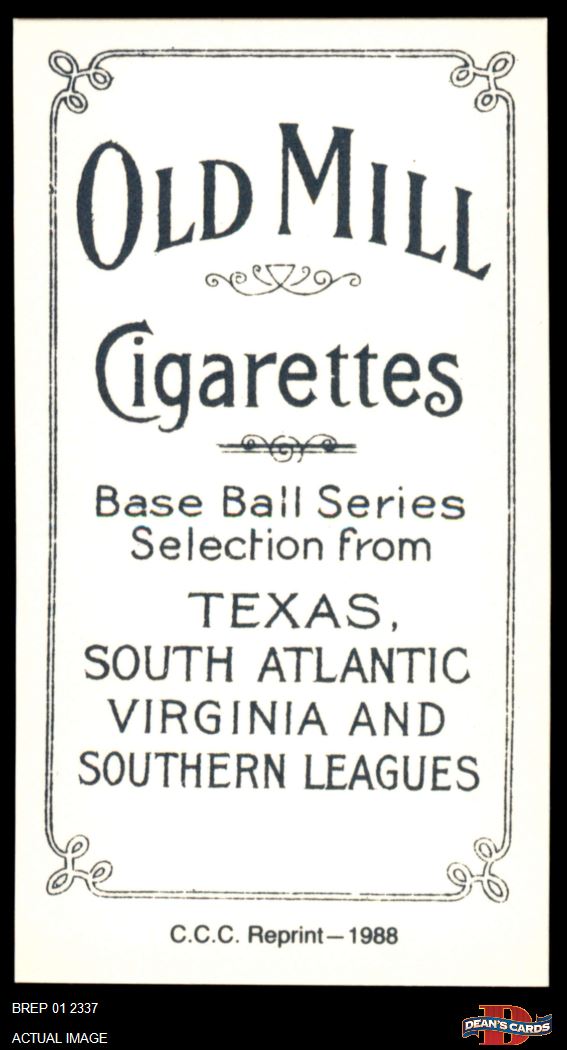 OLD MILL
Cigarettes
Base Ball Series
Selection from
TEXAS,
SOUTH ATLANTIC
VIRGINIA AND
SOUTHERN LEAGUES
C.C.C. Reprint—1988
BREP 01 2337
ACTUAL IMAGE
D
DEAN'S CARDS